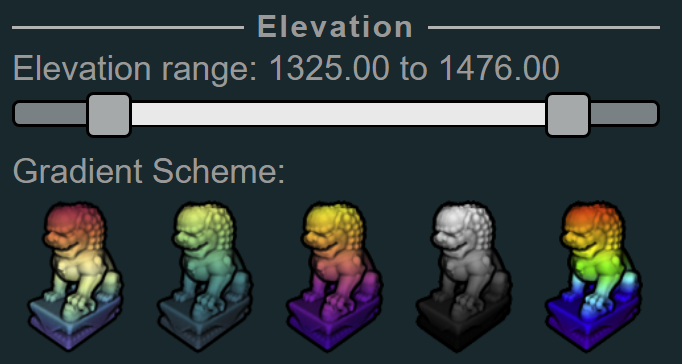 Elevation
Elevation range: 1325.00 to 1476.00
Gradient Scheme: